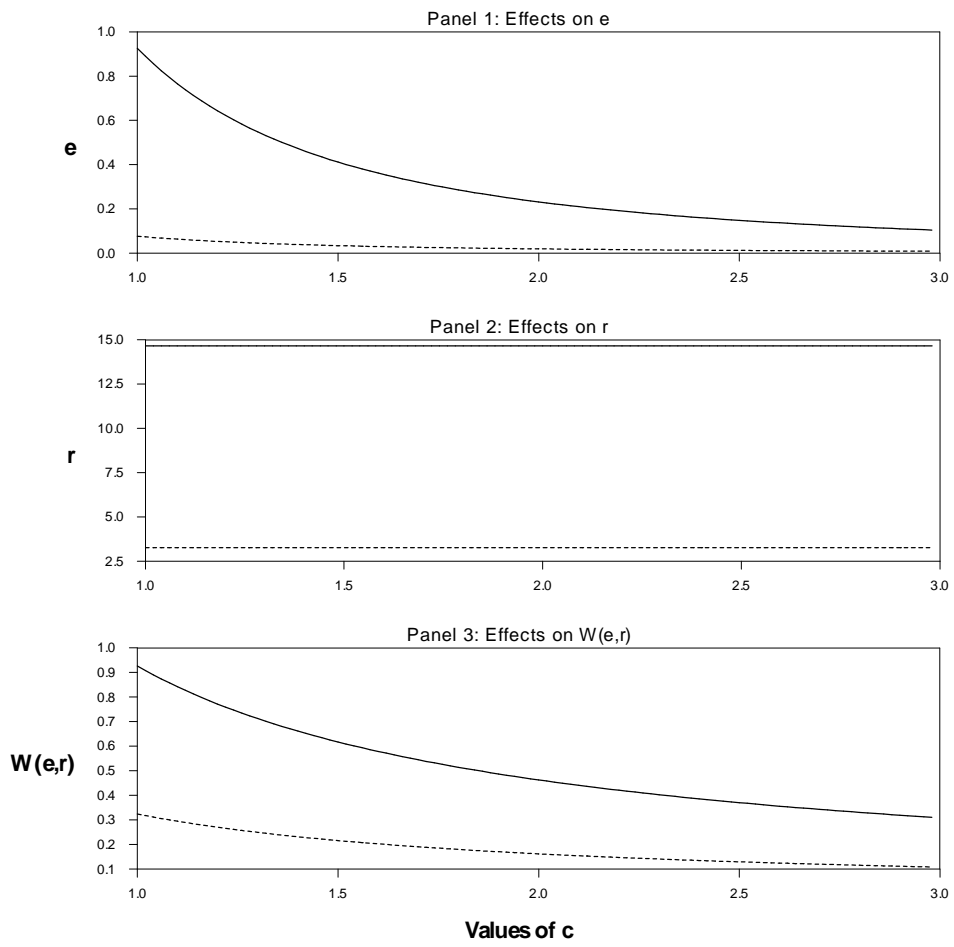 Panel 1: Effects on e
1.0
0.8
0.6
e
0.4
0.2
0.0
1.0 1.5 2.0 2.5 3.0
Panel 2: Effects on r
15.0
12.5
10.0
r
7.5
5.0
2.5
1.0 1.5 2.0 2.5 3.0
Panel 3: Effects on W(e,r)
1.0
0.9
0.8
0.7
0.6
W(e,r)
0.5
0.4
0.3
0.2
0.1
1.0 1.5 2.0 2.5 3.0
Values of c